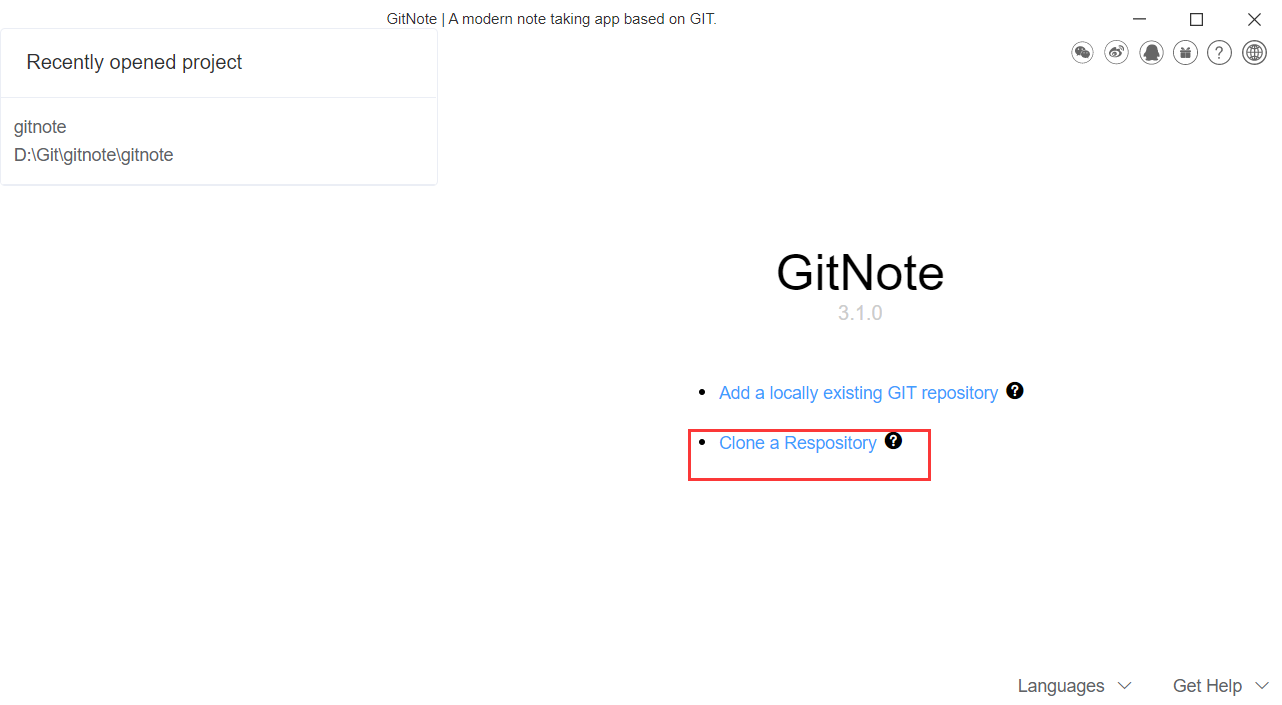 GitNote | A modern note taking app based on GIT.
Recently opened project
gitnote
D:\Git\gitnote\gitnote
GitNote
3.1.0
Add a locally existing GIT repository ?
Clone a Respository ?
Languages
Get Help